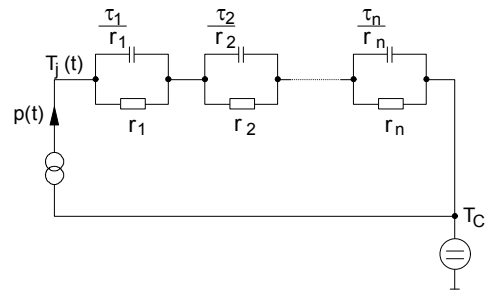 τ1/r1 τ2/r2 τn/rn
Tj (t)
r1 r2 rn
p(t)
TC